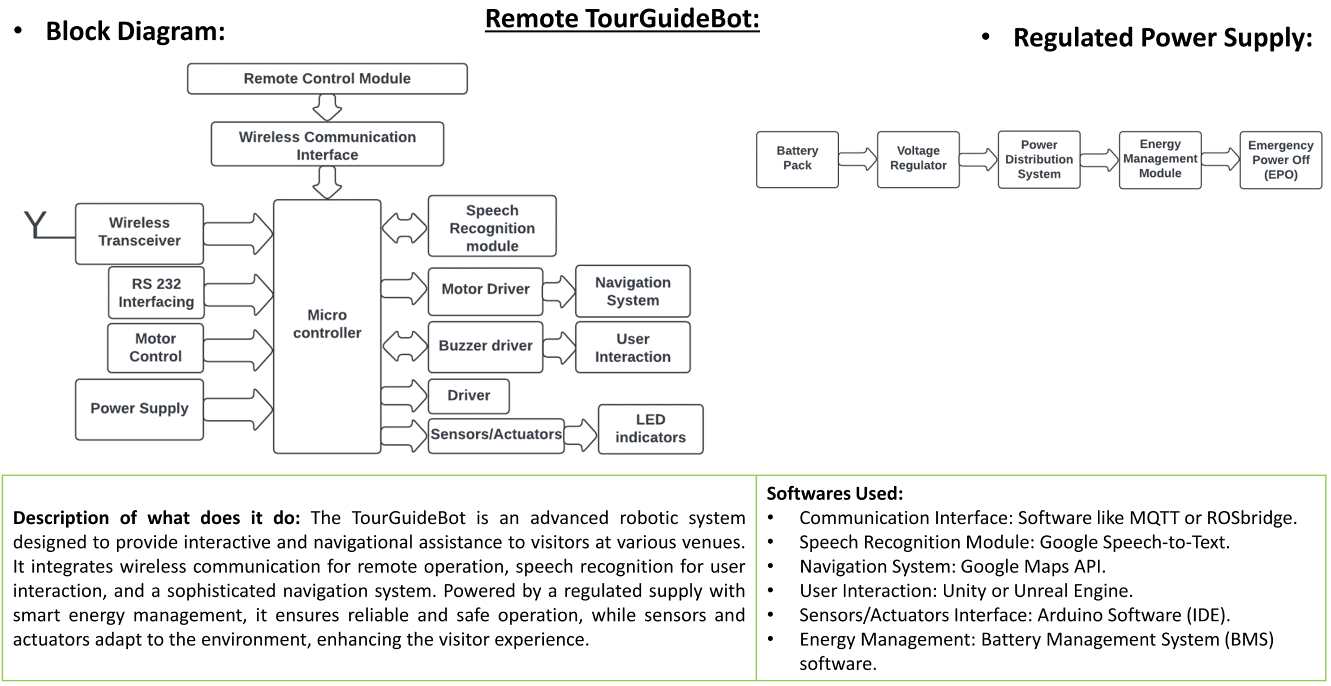 Remote TourGuideBot:
• Block Diagram:
Remote Control Module
Wireless Communication
Interface
Wireless
Transceiver
RS 232
Interfacing
Motor
Control
Power Supply
Micro
controller
Speech
Recognition
module
Motor Driver
Navigation
System
Buzzer driver
User
Interaction
Driver
Sensors/Actuators
LED
indicators
• Regulated Power Supply:
Battery
Pack
Voltage
Regulator
Power
Distribution
System
Energy
Management
Module
Emergency
Power Off
(EPO)
Description of what does it do: The TourGuideBot is an advanced robotic system
designed to provide interactive and navigational assistance to visitors at various venues.
It integrates wireless communication for remote operation, speech recognition for user
interaction, and a sophisticated navigation system. Powered by a regulated supply with
smart energy management, it ensures reliable and safe operation, while sensors and
actuators adapt to the environment, enhancing the visitor experience.
Softwares Used:
• Communication Interface: Software like MQTT or ROSbridge.
• Speech Recognition Module: Google Speech-to-Text.
• Navigation System: Google Maps API.
• User Interaction: Unity or Unreal Engine.
• Sensors/Actuators Interface: Arduino Software (IDE).
• Energy Management: Battery Management System (BMS)
software.